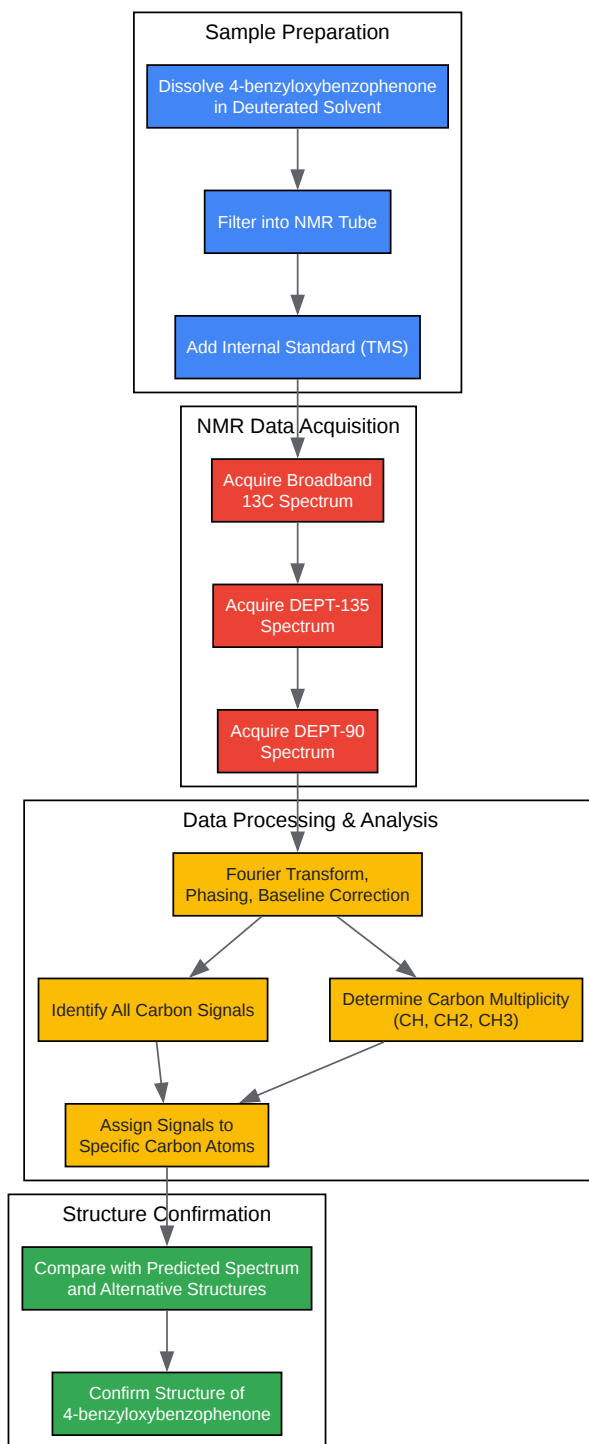 Sample Preparation
Dissolve 4-benzyloxybenzophenone
in Deuterated Solvent
Filter into NMR Tube
Add Internal Standard (TMS)
NMR Data Acquisition
Acquire Broadband
13C Spectrum
Acquire DEPT-135
Spectrum
Acquire DEPT-90
Spectrum
Data Processing & Analysis
Fourier Transform,
Phasing, Baseline Correction
Identify All Carbon Signals
Determine Carbon Multiplicity
(CH, CH2, CH3)
Assign Signals to
Specific Carbon Atoms
Structure Confirmation
Compare with Predicted Spectrum
and Alternative Structures
Confirm Structure of
4-benzyloxybenzophenone